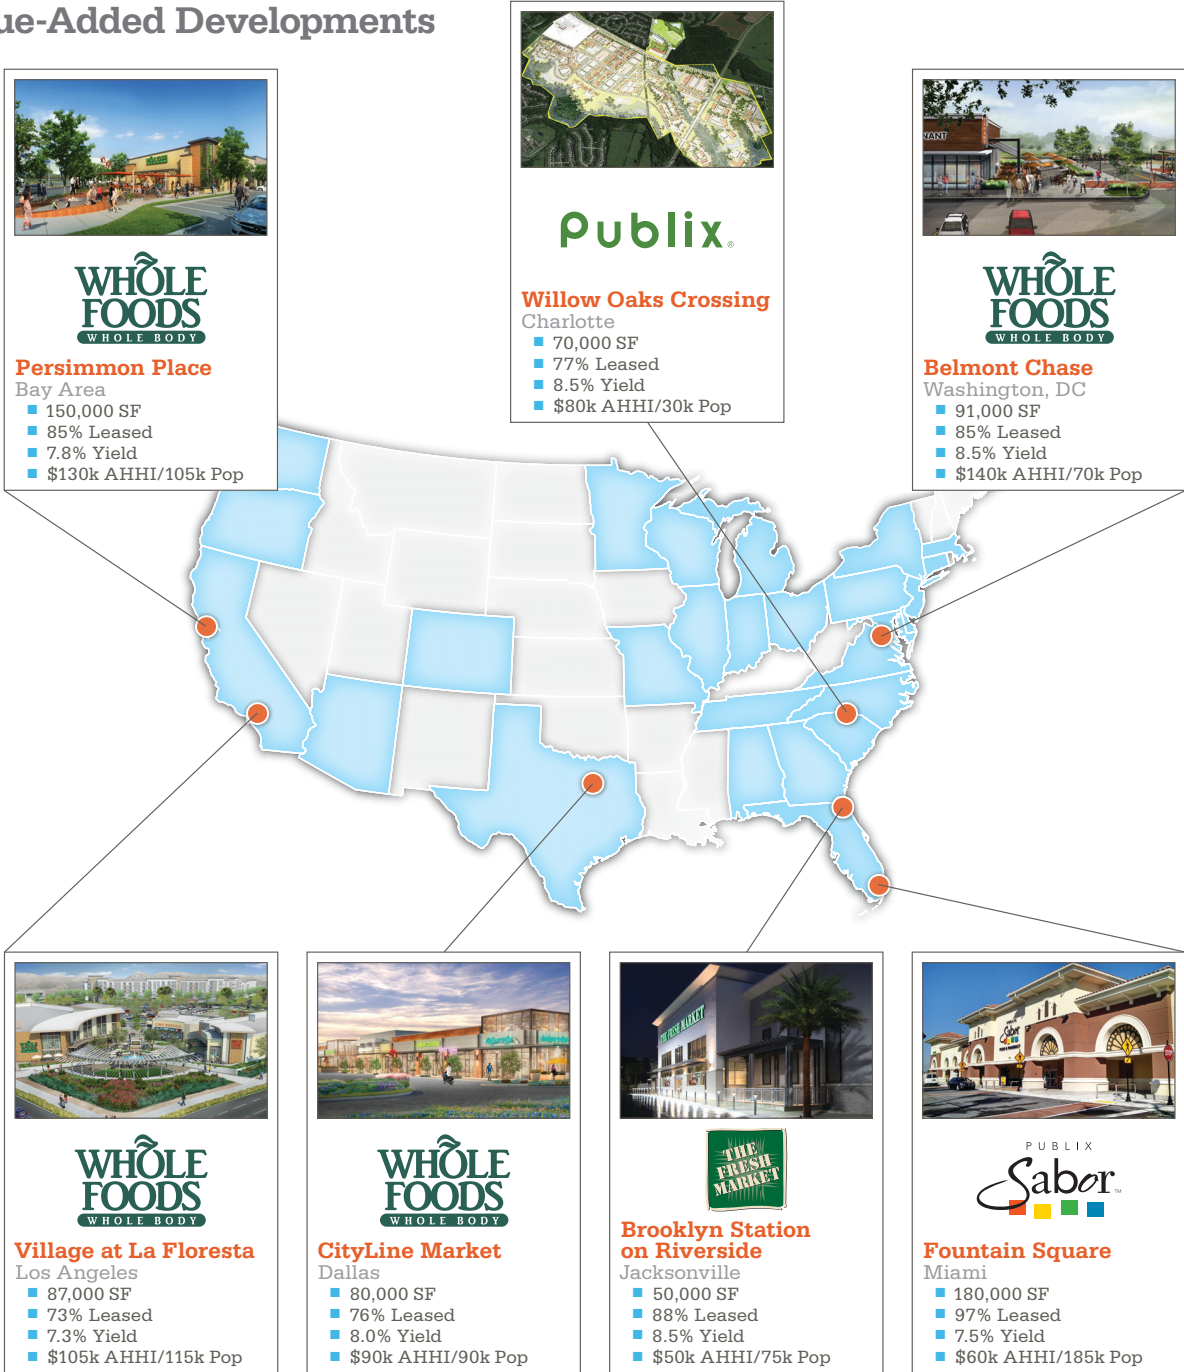 ue-Added Developments
Publix®
Willow Oaks Crossing
Charlotte
70,000 SF
77% Leased
8.5% Yield
$80k AHHI/30k Pop
WHOLE
FOODS
WHOLE BODY
Persimmon Place
Bay Area
150,000 SF
85% Leased
7.8% Yield
$130k AHHI/105k Pop
NANT
WHOLE
FOODS
WHOLE BODY
Belmont Chase
Washington, DC
91,000 SF
85% Leased
8.5% Yield
$140k AHHI/70k Pop
WHOLE
FOODS
WHOLE BODY
Village at La Floresta
Los Angeles
87,000 SF
73% Leased
7.3% Yield
$105k AHHI/115k Pop
WHOLE
FOODS
WHOLE BODY
CityLine Market
Dallas
80,000 SF
76% Leased
8.0% Yield
$90k AHHI/90k Pop
THE FRESH MARKET
THE
FRESH
MARKET
Brooklyn Station
on Riverside
Jacksonville
50,000 SF
88% Leased
8.5% Yield
$50k AHHI/75k Pop
Sabor
PUBLIX
Sabor™
Fountain Square
Miami
180,000 SF
97% Leased
7.5% Yield
$60k AHHI/185k Pop